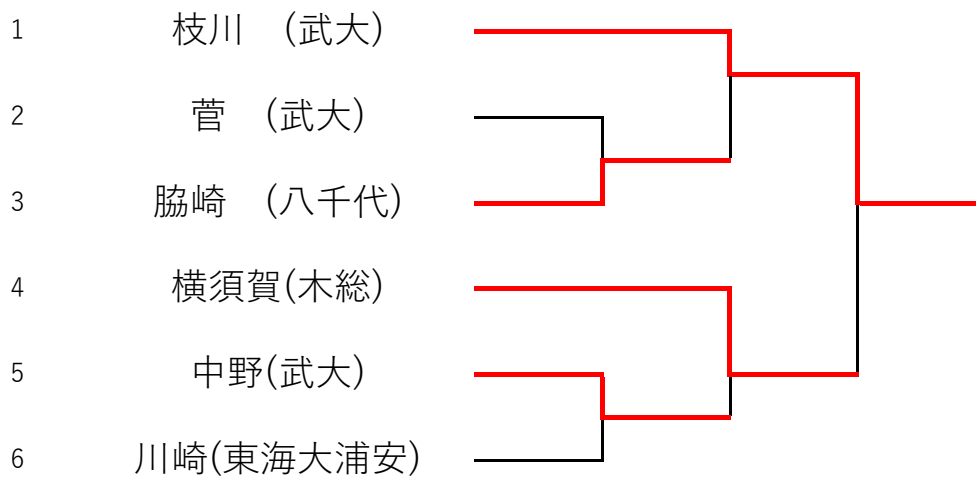 1 枝川　(武大)
2 菅　(武大)
3 脇崎　(八千代)
4 横須賀(木総)
5 中野(武大)
6 川崎(東海大浦安)